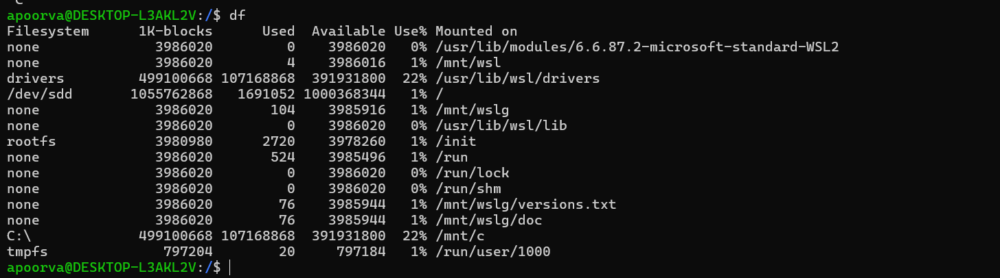 apoorva@DESKTOP-L3AKL2V:/$ df
Filesystem      1K-blocks      Used  Available Use% Mounted on
none              3986020         0    3986020   0% /usr/lib/modules/6.6.87.2-microsoft-standard-WSL2
none              3986020         4    3986016   1% /mnt/wsl
drivers         499100668 107168868  391931800  22% /usr/lib/wsl/drivers
/dev/sdd       1055762868   1691052 1000368344   1% /
none              3986020       104    3985916   1% /mnt/wslg
none              3986020         0    3986020   0% /usr/lib/wsl/lib
rootfs            3980980      2720    3978260   1% /init
none              3986020       524    3985496   1% /run
none              3986020         0    3986020   0% /run/lock
none              3986020         0    3986020   0% /run/shm
none              3986020        76    3985944   1% /mnt/wslg/versions.txt
none              3986020        76    3985944   1% /mnt/wslg/doc
C:\             499100668 107168868  391931800  22% /mnt/c
tmpfs              797204        20     797184   1% /run/user/1000
apoorva@DESKTOP-L3AKL2V:/$